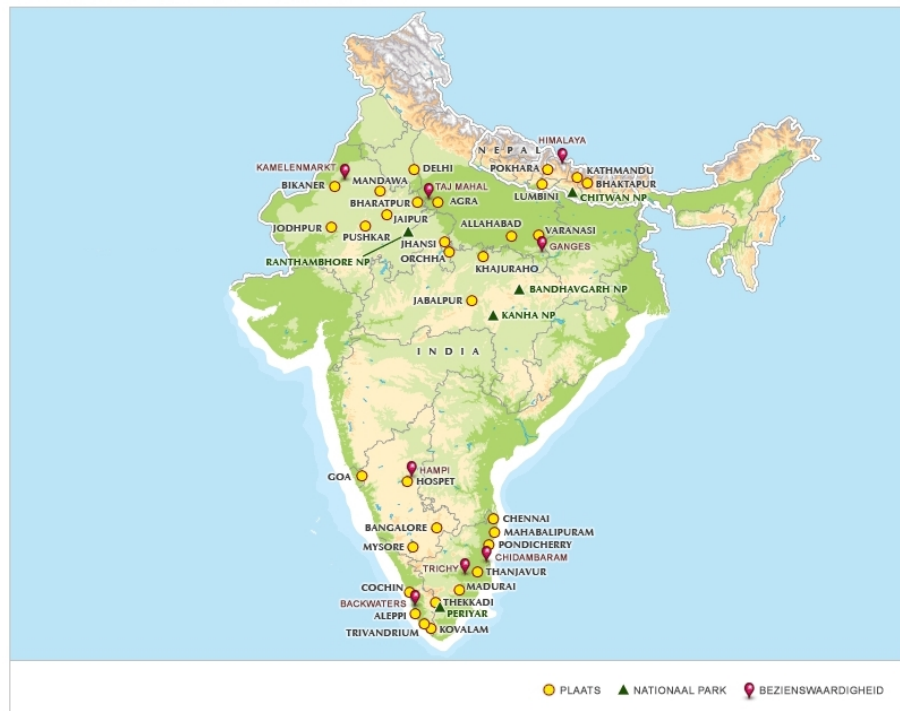 HIMALAYA
NEPAL
KAMELENMARKT
DELHI
POKHARA
KATHMANDU
BIKANER
MANDAWA
TAJ MAHAL
BHAKTAPUR
LUMBINI
CHITWAN NP
BHARATPUR
AGRA
JAIPUR
ALLAHABAD
VARANASI
JODHPUR
PUSHKAR
JHANSI
GANGES
RANTHAMBHORE NP
ORCHHA
KHAJURAHO
BANDHAVGARH NP
JABALPUR
KANHA NP
INDIA
HAMPI
GOA
HOSPET
CHENNAI
BANGALORE
MAHABALIPURAM
MYSORE
PONDICHERRY
CHIDAMBARAM
TRICHY
THANJAVUR
COCHIN
MADURAI
BACKWATERS
THEKKADI
ALEPPI
PERIYAR
TRIVANDRIUM
KOVALAM
PLAATS
NATIONAAL PARK
BEZIENSWAARDIGHEID